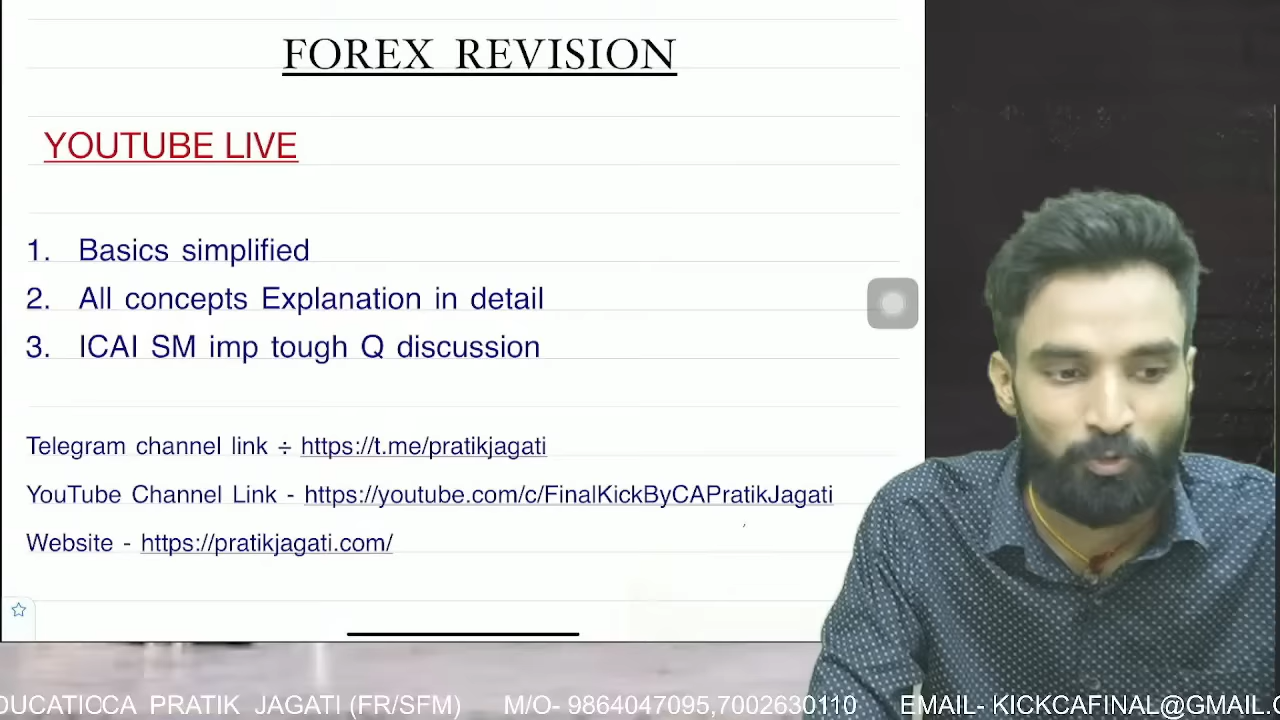 FOREX REVISION
YOUTUBE LIVE
1. Basics simplified
2. All concepts Explanation in detail
3. ICAI SM imp tough Q discussion
Telegram channel link ÷ https://t.me/pratikjagati
YouTube Channel Link - https://youtube.com/c/FinalKickByCAPratikJagati
Website - https://pratikjagati.com/
DUCATIOCA PRATIK JAGATI (FR/SFM) M/O- 9864047095,7002630110 EMAIL- KICKCAFINAL@GMAIL.C